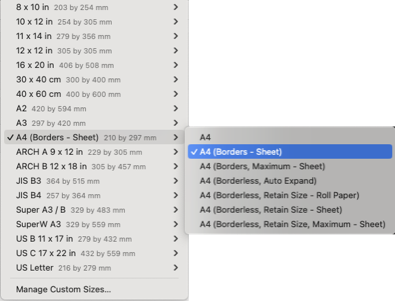 8 x 10 in 203 by 254 mm
10 x 12 in 254 by 305 mm
11 x 14 in 279 by 356 mm
12 x 12 in 305 by 305 mm
16 x 20 in 406 by 508 mm
30 x 40 cm 300 by 400 mm
40 x 60 cm 400 by 600 mm
A2 420 by 594 mm
A3 297 by 420 mm
A4 (Borders - Sheet) 210 by 297 mm
ARCH A 9 x 12 in 229 by 305 mm
ARCH B 12 x 18 in 305 by 457 mm
JIS B3 364 by 515 mm
JIS B4 257 by 364 mm
Super A3 / B 329 by 483 mm
SuperW A3 329 by 559 mm
US B 11 x 17 in 279 by 432 mm
US C 17 x 22 in 432 by 559 mm
US Letter 216 by 279 mm
Manage Custom Sizes...
A4
A4 (Borders - Sheet)
A4 (Borders, Maximum - Sheet)
A4 (Borderless, Auto Expand)
A4 (Borderless, Retain Size - Roll Paper)
A4 (Borderless, Retain Size - Sheet)
A4 (Borderless, Retain Size, Maximum - Sheet)